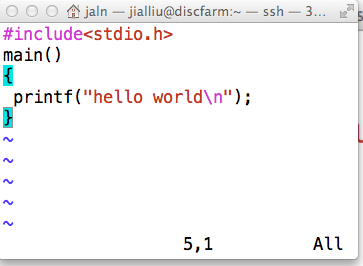 jaln — jialliu@discfarm:~ — ssh — 3...
#include<stdio.h>
main()
{
 printf("hello world\n");
}
~
~
~
~
~
5,1 All